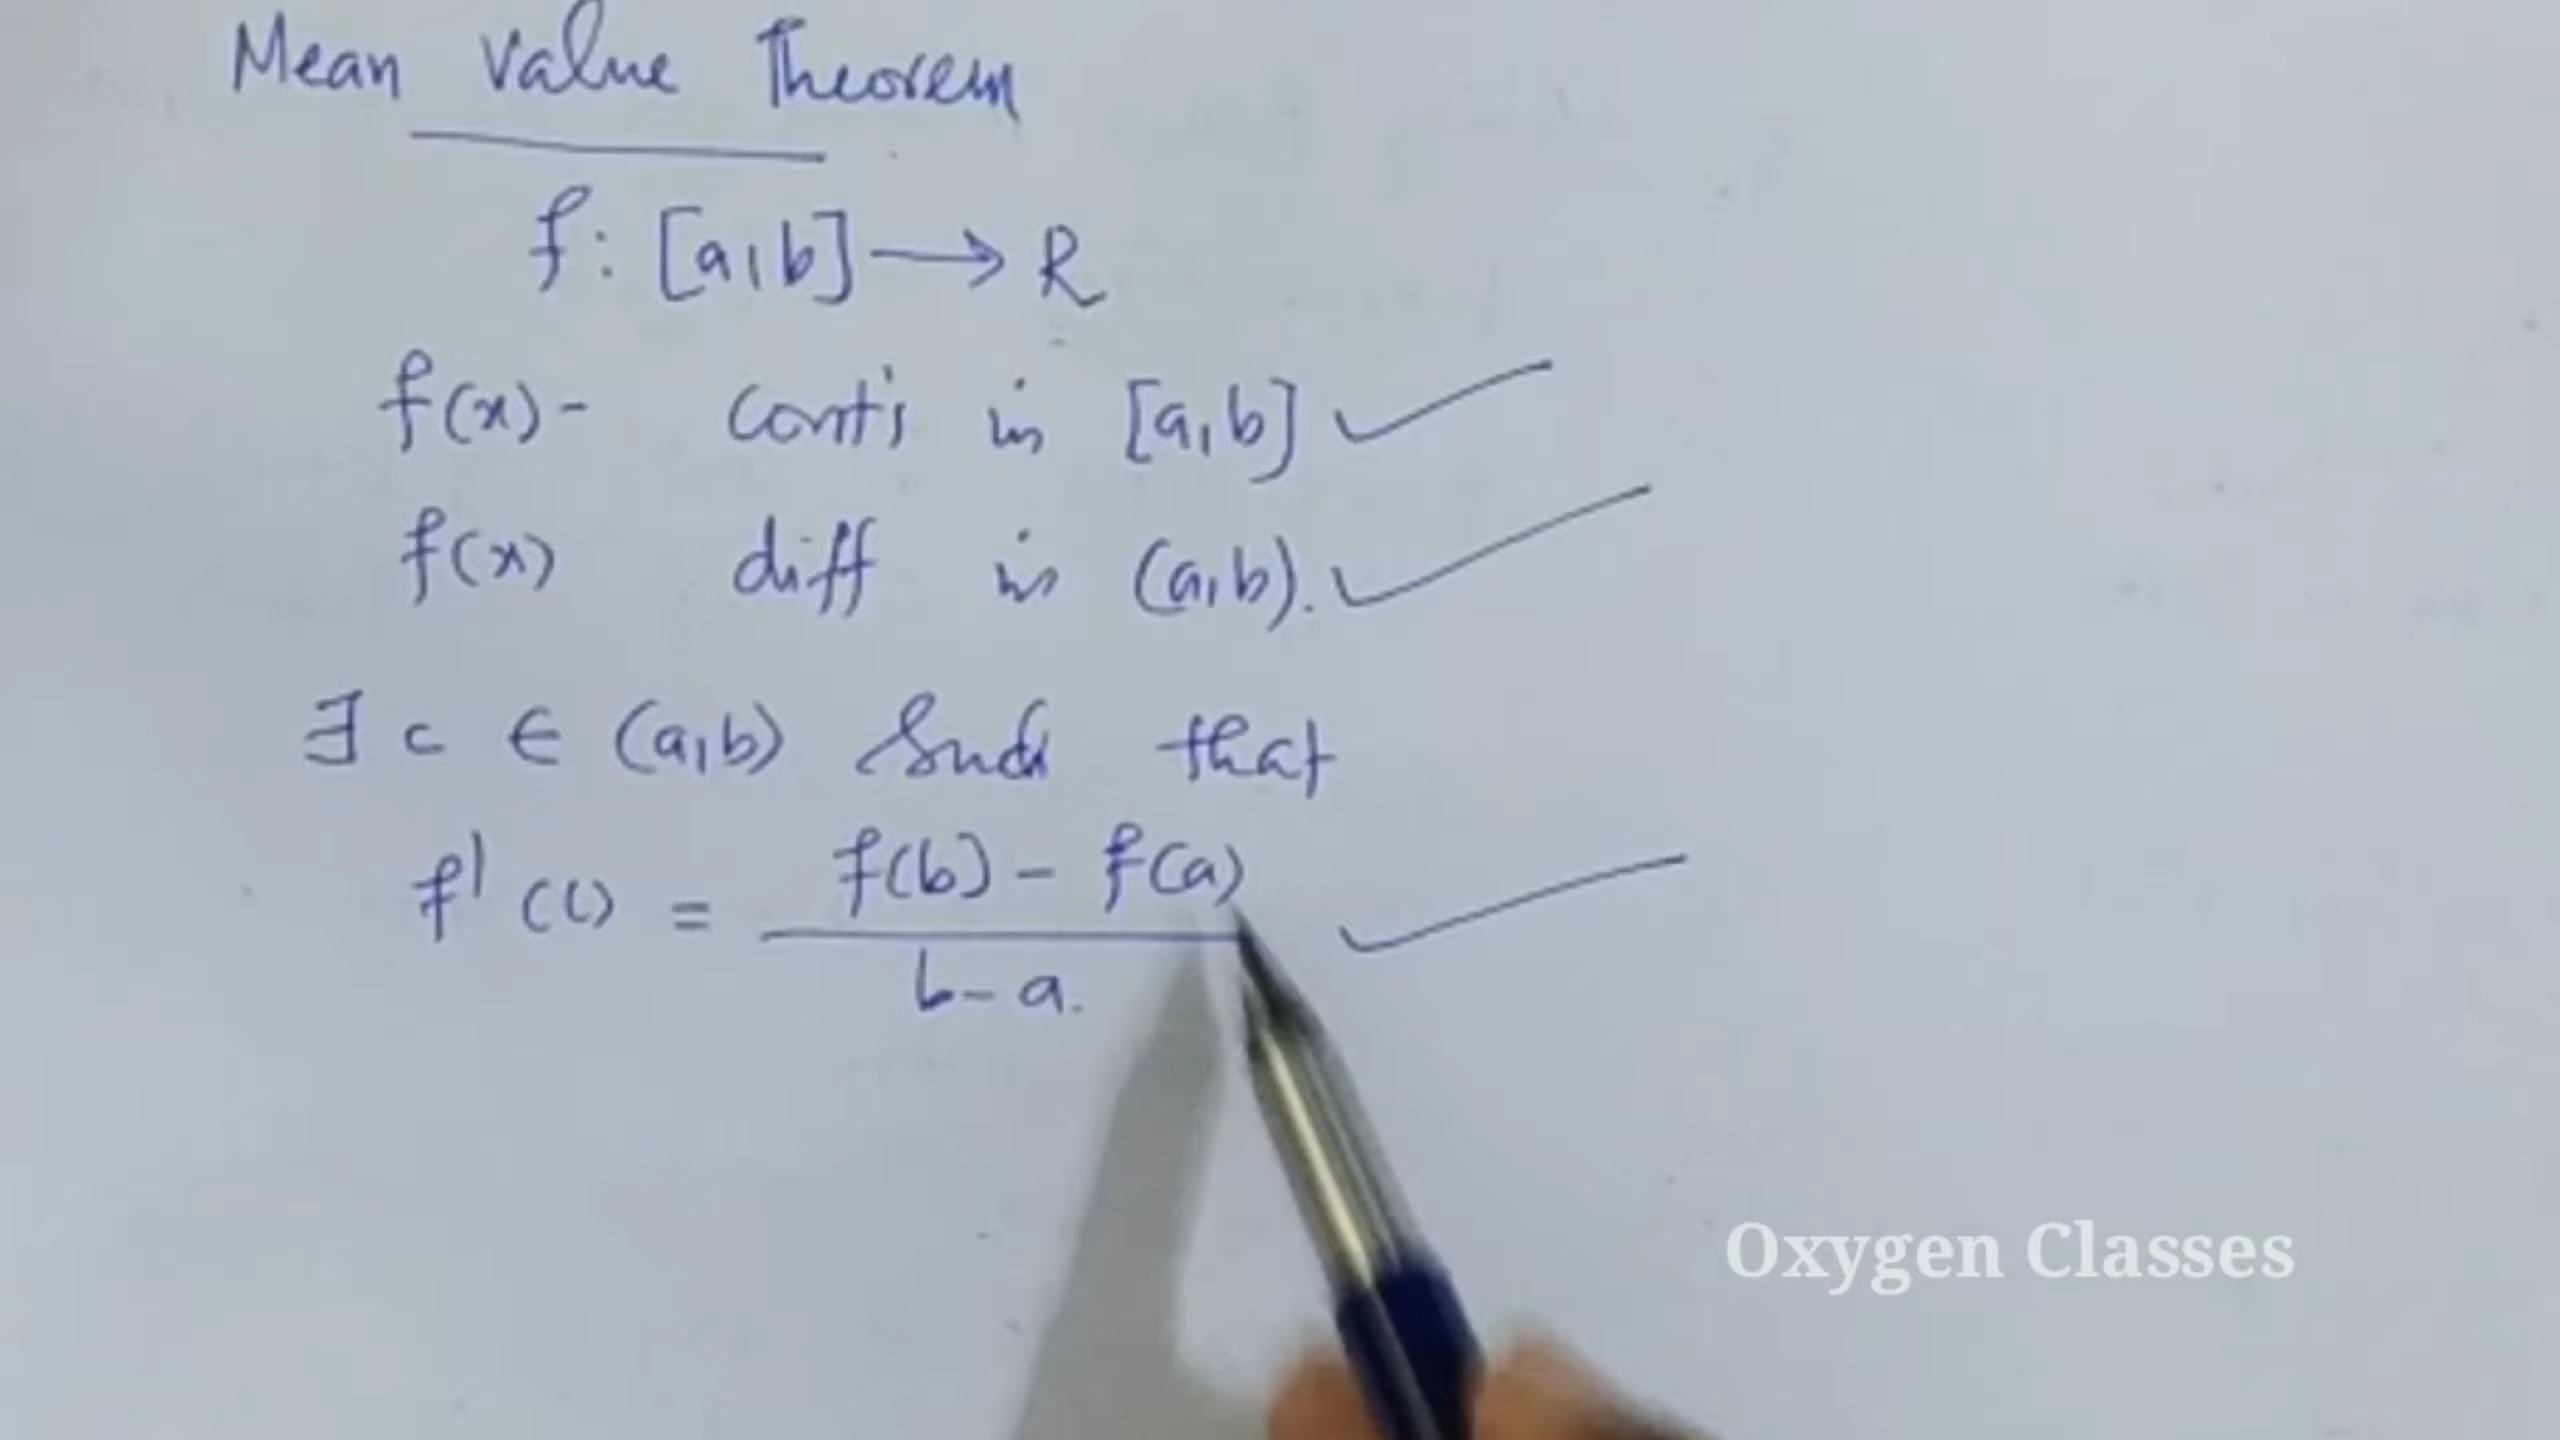 Mean Value Theorem
f: [a,b] → R
f(x) - cont's in [a,b] ✓
f(x) diff in (a,b). ✓
∃ c ∈ (a,b) such that
f'(c) = f(b) - f(a) ✓
b - a.
Oxygen Classes